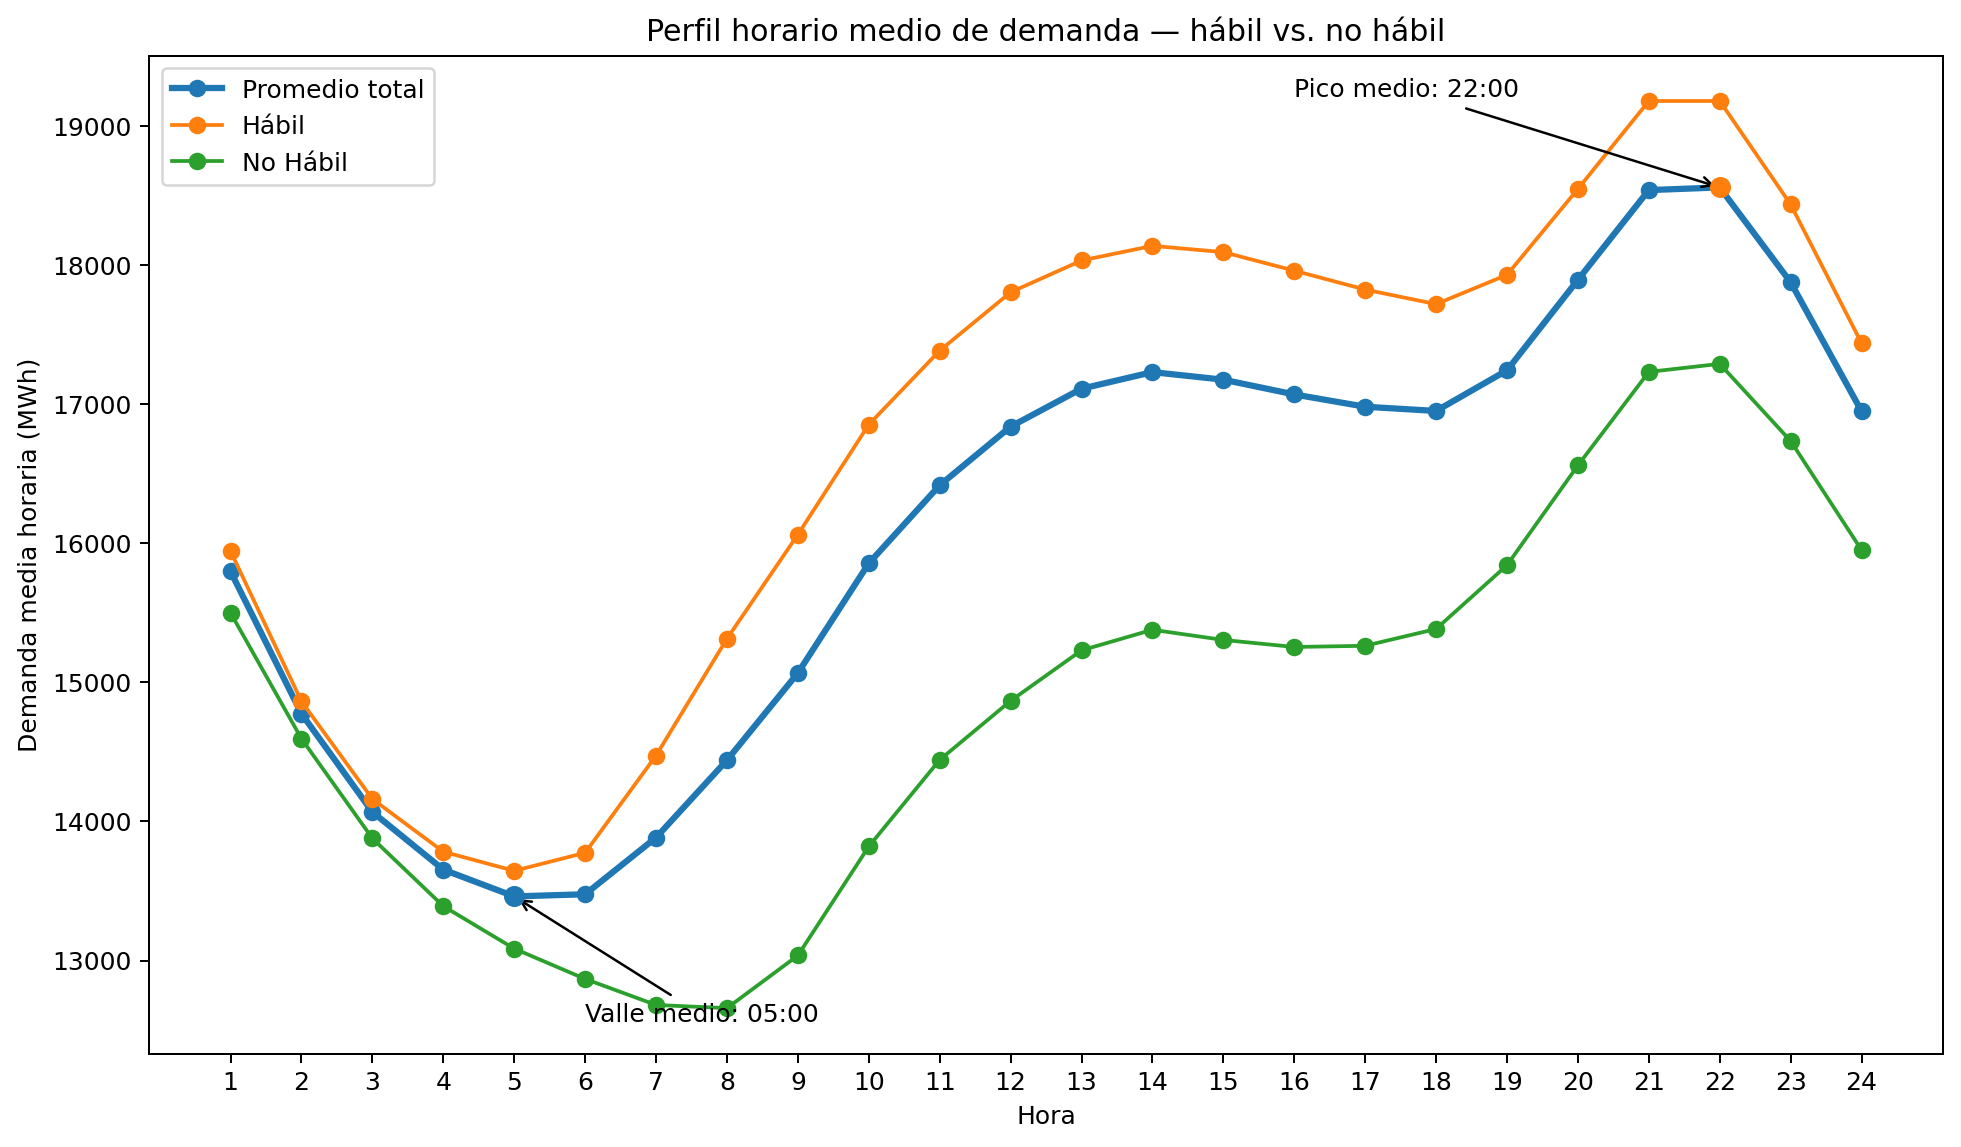 Perfil horario medio de demanda — hábil vs. no hábil
Promedio total
Hábil
No Hábil
Pico medio: 22:00
Valle medio: 05:00
Demanda media horaria (MWh)
19000
18000
17000
16000
15000
14000
13000
1 2 3 4 5 6 7 8 9 10 11 12 13 14 15 16 17 18 19 20 21 22 23 24
Hora